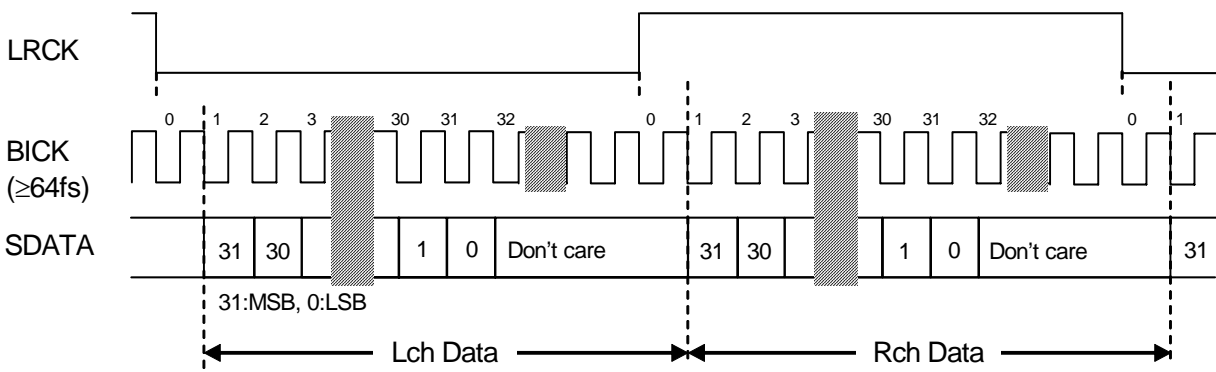 LRCK
0 1 2 3 30 31 32 0 1 2 3 30 31 32 0 1
BICK
(≥64fs)
SDATA 31 30 1 0 Don't care 31 30 1 0 Don't care 31
31:MSB, 0:LSB
Lch Data Rch Data